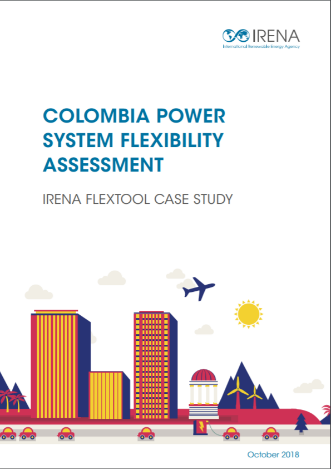 IRENA
International Renewable Energy Agency
COLOMBIA POWER
SYSTEM FLEXIBILITY
ASSESSMENT
IRENA FLEXTOOL CASE STUDY
October 2018